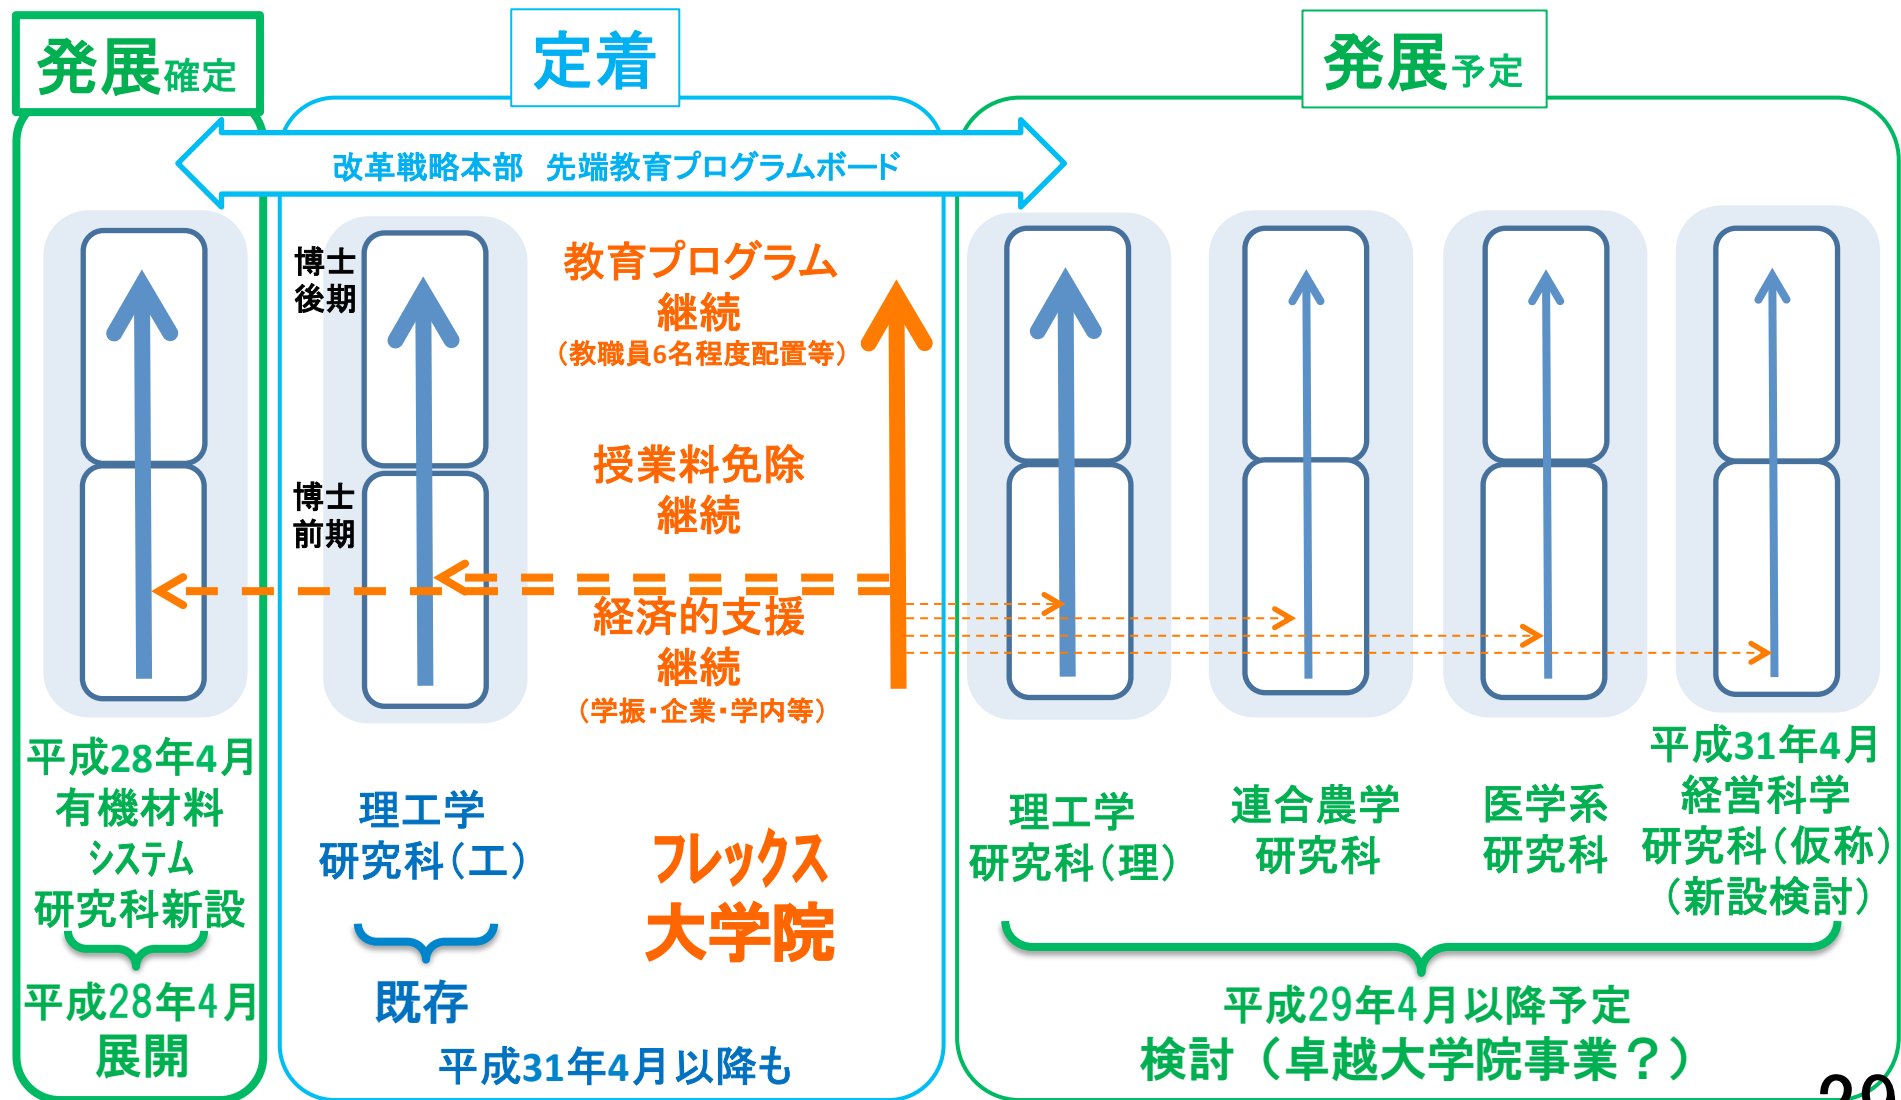 発展確定
定着
発展予定
改革戦略本部　先端教育プログラムボード
博士
後期
博士
前期
教育プログラム
継続
（教職員6名程度配置等）
授業料免除
継続
経済的支援
継続
（学振・企業・学内等）
平成28年4月
有機材料
システム
研究科新設
平成28年4月
展開
理工学
研究科（工）
既存
フレックス
大学院
平成31年4月以降も
理工学
研究科（理）
連合農学
研究科
医学系
研究科
平成31年4月
経営科学
研究科（仮称）
（新設検討）
平成29年4月以降予定
検討（卓越大学院事業？）